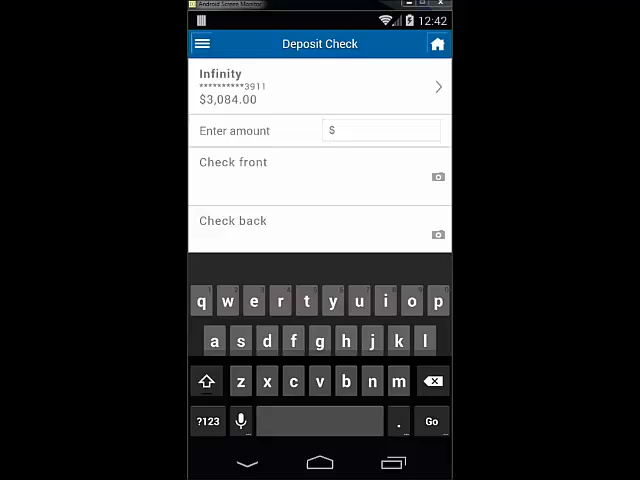 Android Screen Monitor
12:42
Deposit Check
Infinity
**********3911
$3,084.00
Enter amount $
Check front
Check back
q w e r t y u i o p
a s d f g h j k l
z x c v b n m
?123 . Go